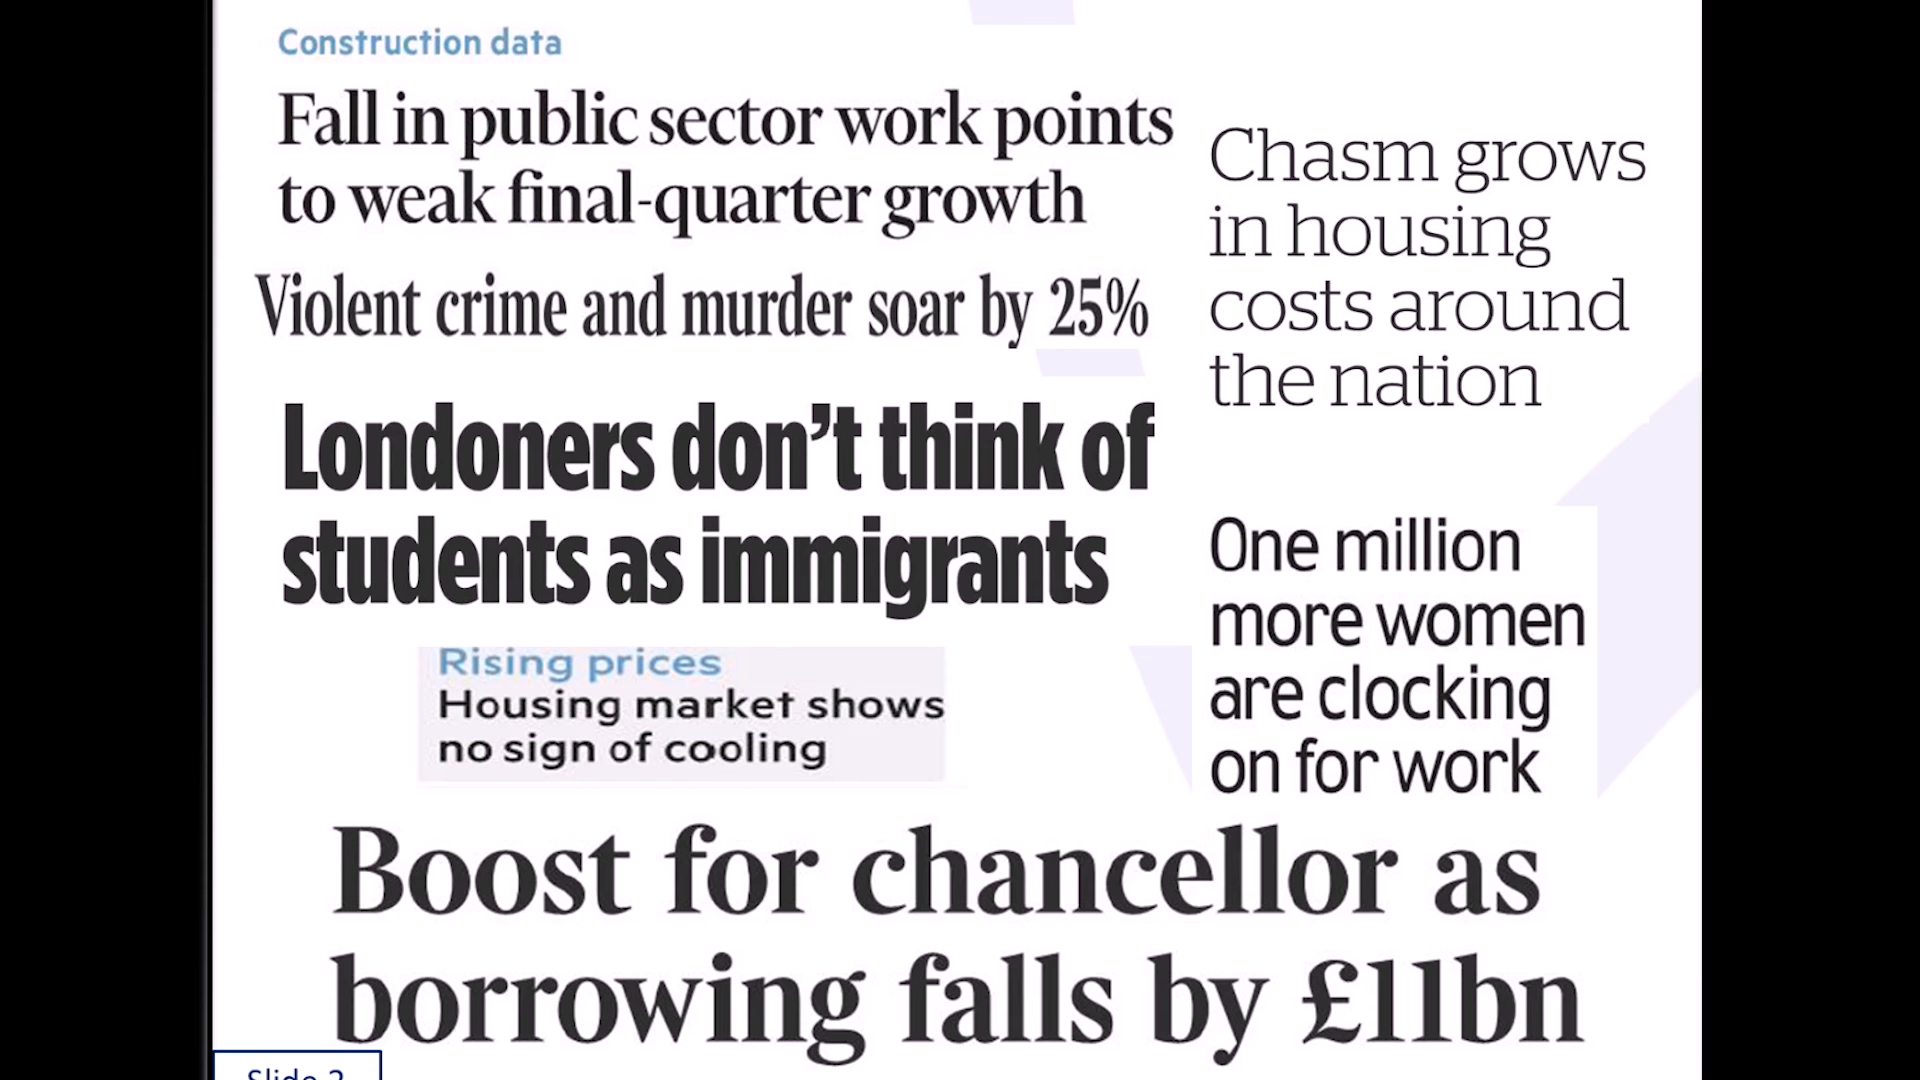 Construction data
Fall in public sector work points
to weak final-quarter growth
Violent crime and murder soar by 25%
Chasm grows
in housing
costs around
the nation
Londoners don't think of
students as immigrants
One million
more women
are clocking
on for work
Rising prices
Housing market shows
no sign of cooling
Boost for chancellor as
borrowing falls by £11bn
Slide 2